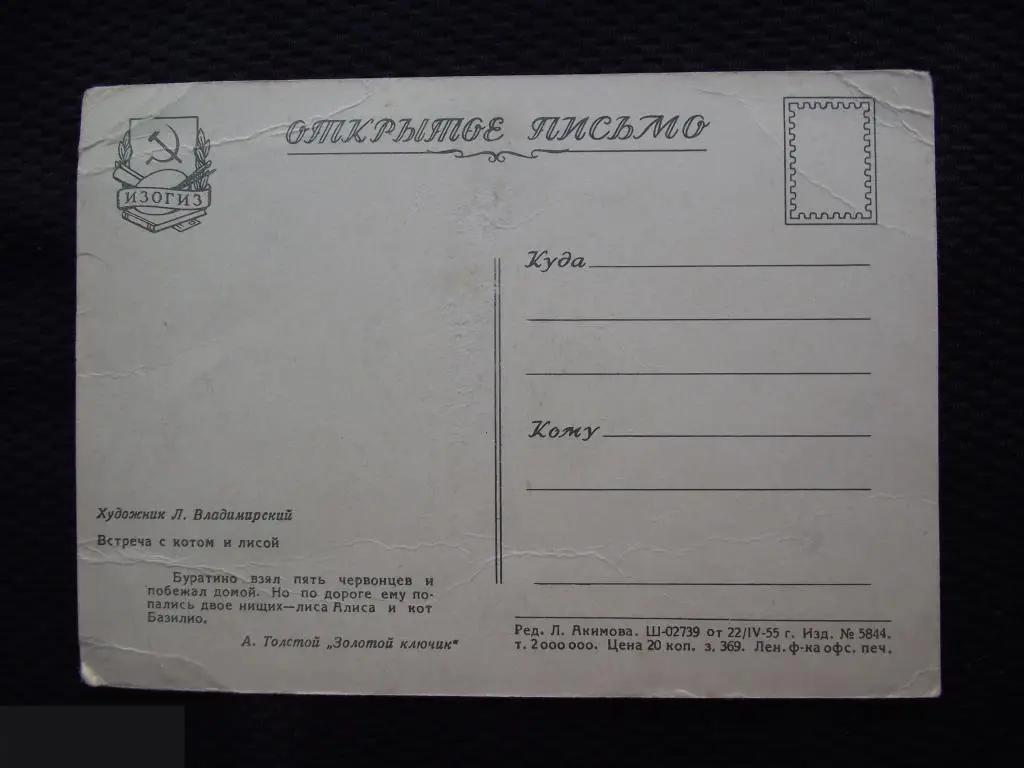 ОТКРЫТОЕ ПИСЬМО
ИЗОГИЗ
Куда
Кому
Художник Л. Владимирский
Встреча с котом и лисой
Буратино взял пять червонцев и
побежал домой. Но по дороге ему по-
пались двое нищих—лиса Алиса и кот
Базилио.
А. Толстой „Золотой ключик“
Ред. Л. Акимова. Ш-02739 от 22/IV-55 г. Изд. № 5844.
т. 2 000 000. Цена 20 коп. з. 369. Лен. ф-ка офс. печ.